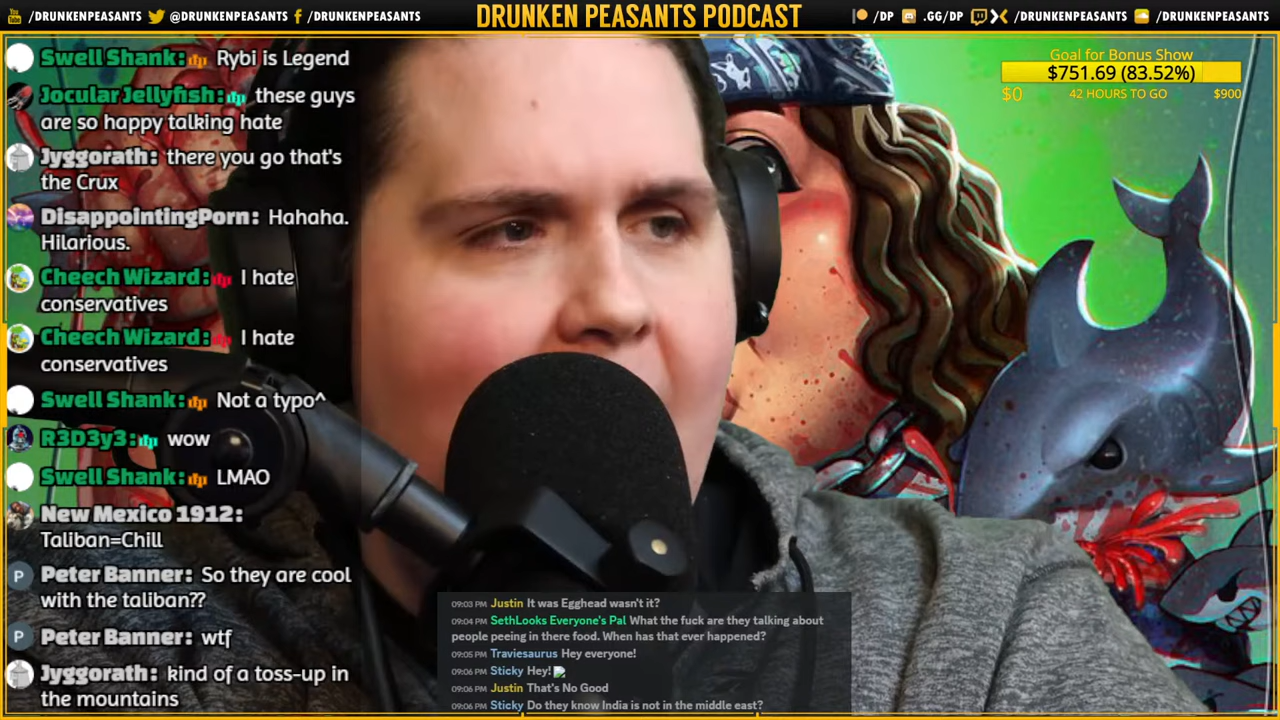 You Tube /DRUNKENPEASANTS @DRUNKENPEASANTS /DRUNKENPEASANTS DRUNKEN PEASANTS PODCAST /DP .GG/DP /DRUNKENPEASANTS /DRUNKENPEASANTS
Goal for Bonus Show
$751.69 (83.52%)
$0 42 HOURS TO GO $900
Swell Shank: Rybi is Legend
Jocular Jellyfish: these guys
are so happy talking hate
Jyggorath: there you go that's
the Crux
DisappointingPorn: Hahaha.
Hilarious.
Cheech Wizard: I hate
conservatives
Cheech Wizard: I hate
conservatives
Swell Shank: Not a typo^
R3D3y3: wow
Swell Shank: LMAO
New Mexico 1912:
Taliban=Chill
P Peter Banner: So they are cool
with the taliban??
P Peter Banner: wtf
Jyggorath: kind of a toss-up in
the mountains
09:03 PM Justin It was Egghead wasn't it?
09:04 PM SethLooks Everyone's Pal What the fuck are they talking about
people peeing in there food. When has that ever happened?
09:05 PM Traviesaurus Hey everyone!
09:06 PM Sticky Hey!
09:06 PM Justin That's No Good
09:06 PM Sticky Do they know India is not in the middle east?